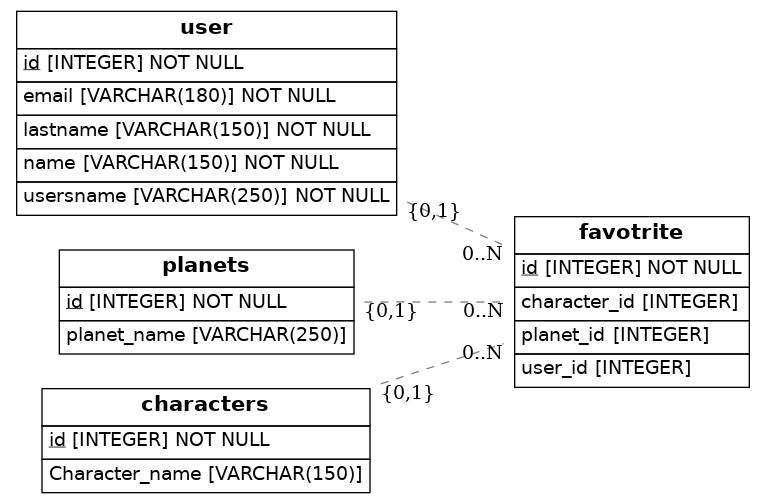 user
id [INTEGER] NOT NULL
email [VARCHAR(180)] NOT NULL
lastname [VARCHAR(150)] NOT NULL
name [VARCHAR(150)] NOT NULL
usersname [VARCHAR(250)] NOT NULL
{0,1}
0..N
favotrite
id [INTEGER] NOT NULL
character_id [INTEGER]
planet_id [INTEGER]
user_id [INTEGER]
planets
id [INTEGER] NOT NULL
planet_name [VARCHAR(250)]
{0,1}
0..N
0..N
{0,1}
characters
id [INTEGER] NOT NULL
Character_name [VARCHAR(150)]